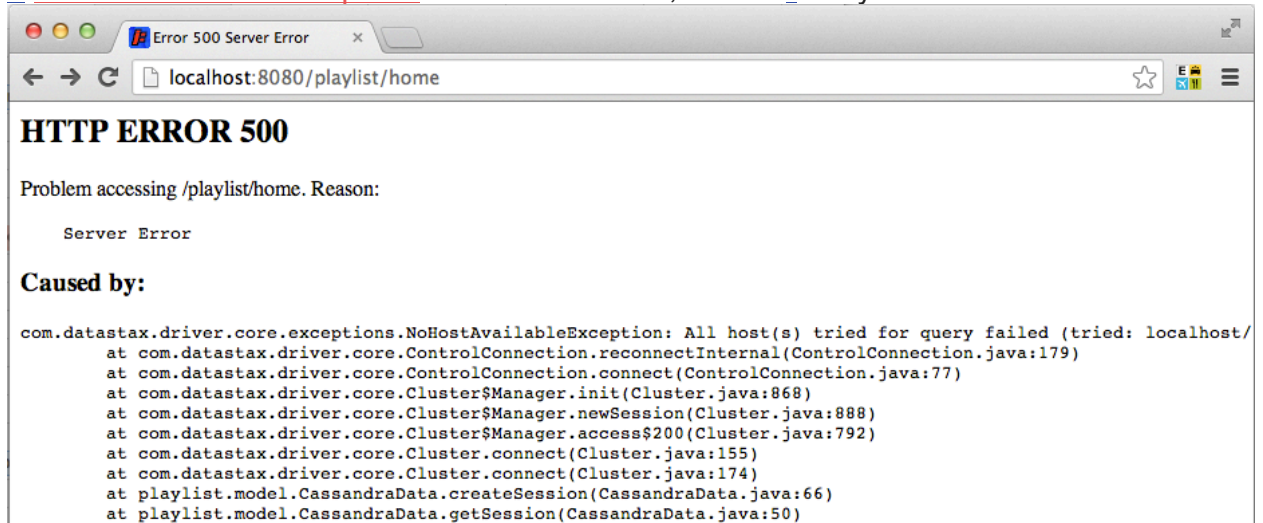 Error 500 Server Error
localhost:8080/playlist/home
E
HTTP ERROR 500
Problem accessing /playlist/home. Reason:
Server Error
Caused by:
com.datastax.driver.core.exceptions.NoHostAvailableException: All host(s) tried for query failed (tried: localhost/
at com.datastax.driver.core.ControlConnection.reconnectInternal(ControlConnection.java:179)
at com.datastax.driver.core.ControlConnection.connect(ControlConnection.java:77)
at com.datastax.driver.core.Cluster$Manager.init(Cluster.java:868)
at com.datastax.driver.core.Cluster$Manager.newSession(Cluster.java:888)
at com.datastax.driver.core.Cluster$Manager.access$200(Cluster.java:792)
at com.datastax.driver.core.Cluster.connect(Cluster.java:155)
at com.datastax.driver.core.Cluster.connect(Cluster.java:174)
at playlist.model.CassandraData.createSession(CassandraData.java:66)
at playlist.model.CassandraData.getSession(CassandraData.java:50)